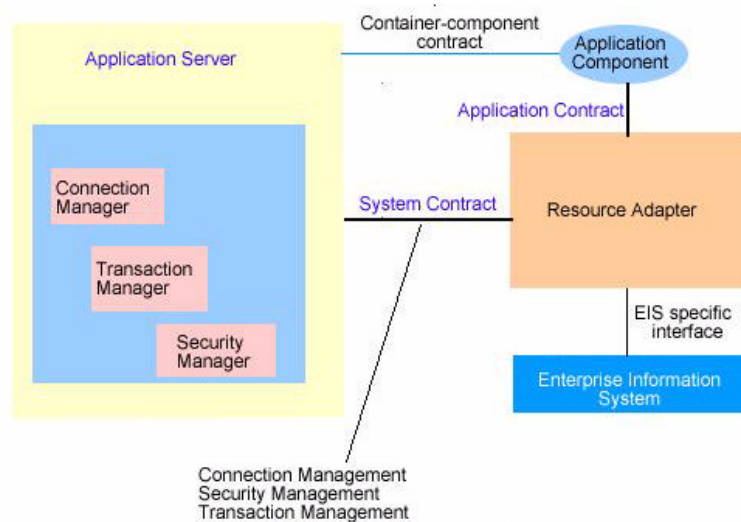 Container-component
contract
Application Server
Application
Component
Application Contract
Connection
Manager
System Contract
Resource Adapter
Transaction
Manager
EIS specific
interface
Security
Manager
Enterprise Information
System
Connection Management
Security Management
Transaction Management